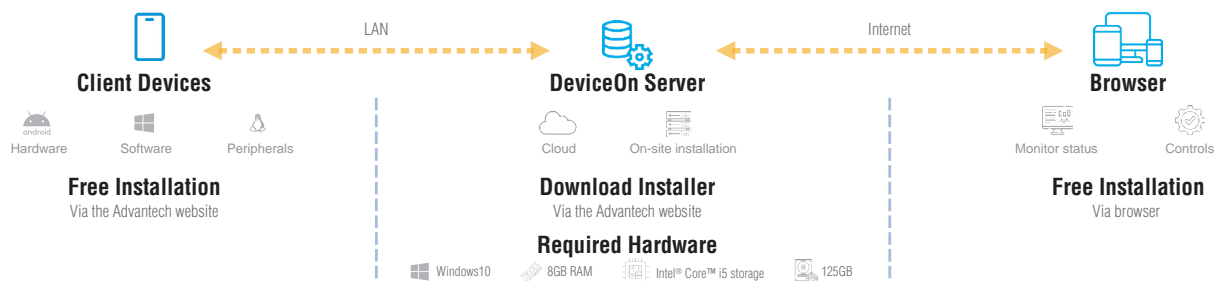 LAN
Internet
Client Devices
DeviceOn Server
Browser
android
Hardware
Software
Peripherals
Cloud
On-site installation
Monitor status
Controls
Free Installation
Via the Advantech website
Download Installer
Via the Advantech website
Free Installation
Via browser
Required Hardware
Windows10
8GB RAM
Intel® Core™ i5 storage
125GB